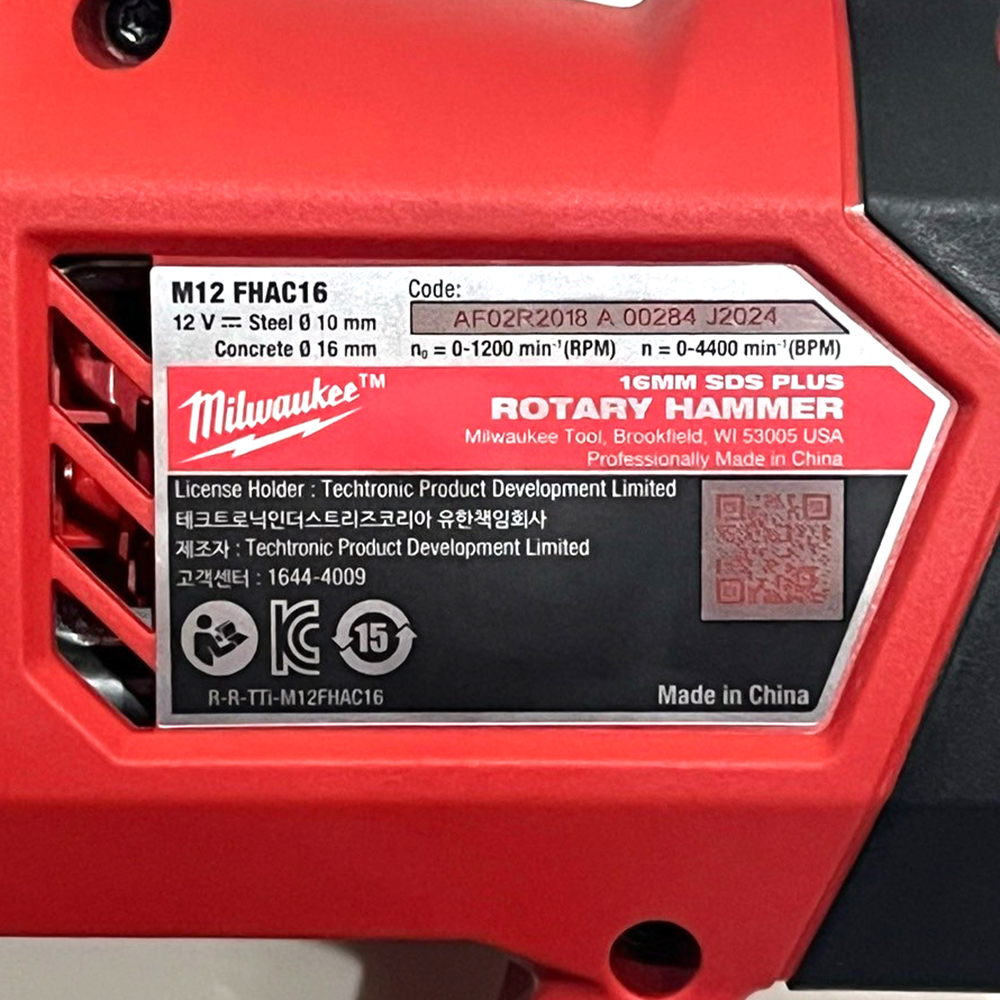 M12 FHAC16
12 V ⎓ Steel Ø 10 mm
Concrete Ø 16 mm
Code:
AF02R2018 A 00284 J2024
n₀ = 0-1200 min⁻¹(RPM) n = 0-4400 min⁻¹(BPM)
Milwaukee™
16MM SDS PLUS
ROTARY HAMMER
Milwaukee Tool, Brookfield, WI 53005 USA
Professionally Made in China
License Holder : Techtronic Product Development Limited
테크트로닉인더스트리즈코리아 유한책임회사
제조자 : Techtronic Product Development Limited
고객센터 : 1644-4009
KC
15
R-R-TTi-M12FHAC16
Made in China